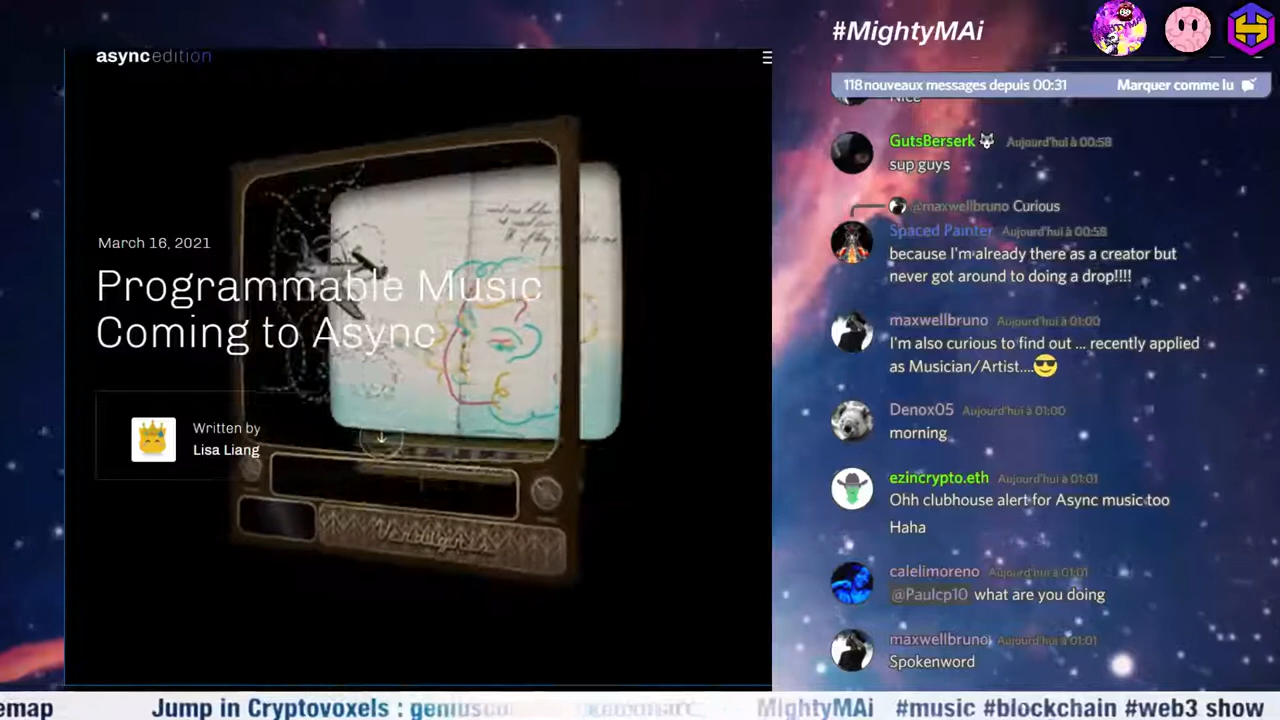 asyncedition
March 16, 2021
Programmable Music
Coming to Async
Written by
Lisa Liang
#MightyMAi
118 nouveaux messages depuis 00:31
Marquer comme lu
Nice
GutsBerserk Aujourd'hui à 00:58
sup guys
@maxwellbruno Curious
Spaced Painter Aujourd'hui à 00:58
because I'm already there as a creator but
never got around to doing a drop!!!!
maxwellbruno Aujourd'hui à 01:00
I'm also curious to find out ... recently applied
as Musician/Artist....😎
Denox05 Aujourd'hui à 01:00
morning
ezincrypto.eth Aujourd'hui à 01:01
Ohh clubhouse alert for Async music too
Haha
calelimoreno Aujourd'hui à 01:01
@Paulcp10 what are you doing
maxwellbruno Aujourd'hui à 01:01
Spokenword
emap Jump in Cryptovoxels : geniusco MightyMAi #music #blockchain #web3 show